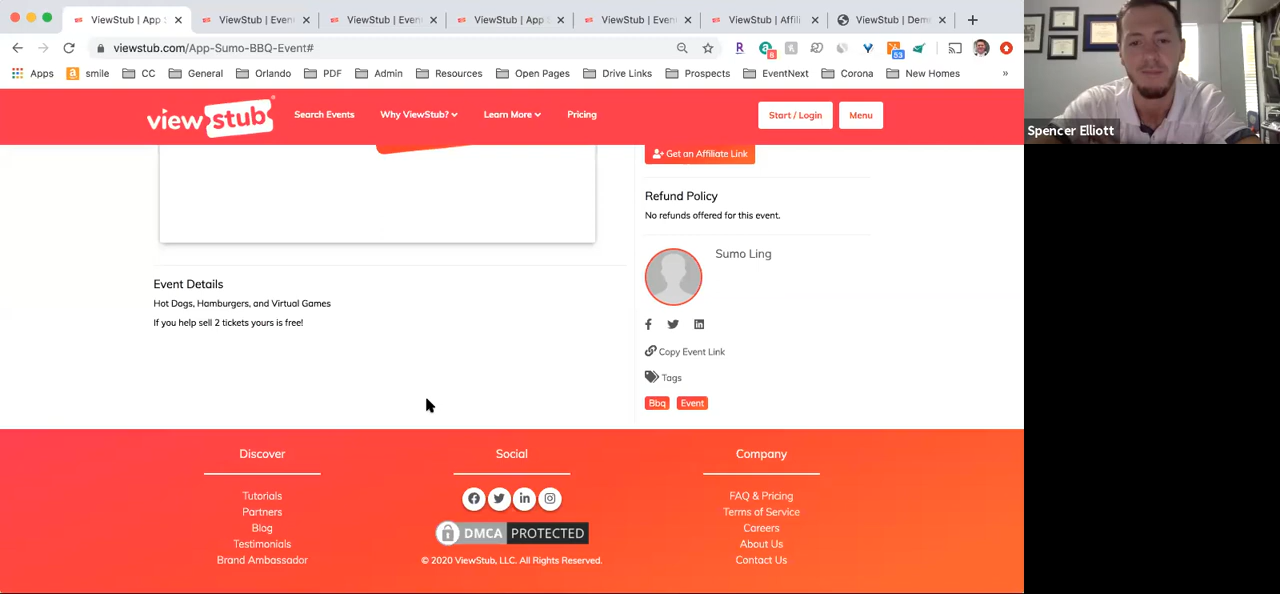 ViewStub | App S
ViewStub | Event
ViewStub | Event
ViewStub | App S
ViewStub | Event
ViewStub | Affili
ViewStub | Dem
viewstub.com/App-Sumo-BBQ-Event#
R
8
53
Apps
smile
CC
General
Orlando
PDF
Admin
Resources
Open Pages
Drive Links
Prospects
EventNext
Corona
New Homes
»
view stub
Search Events
Why ViewStub?
Learn More
Pricing
Start / Login
Menu
Spencer Elliott
Get an Affiliate Link
Refund Policy
No refunds offered for this event.
Sumo Ling
Event Details
Hot Dogs, Hamburgers, and Virtual Games
If you help sell 2 tickets yours is free!
Copy Event Link
Tags
Bbq Event
Discover
Tutorials
Partners
Blog
Testimonials
Brand Ambassador
Social
DMCA PROTECTED
© 2020 ViewStub, LLC. All Rights Reserved.
Company
FAQ & Pricing
Terms of Service
Careers
About Us
Contact Us